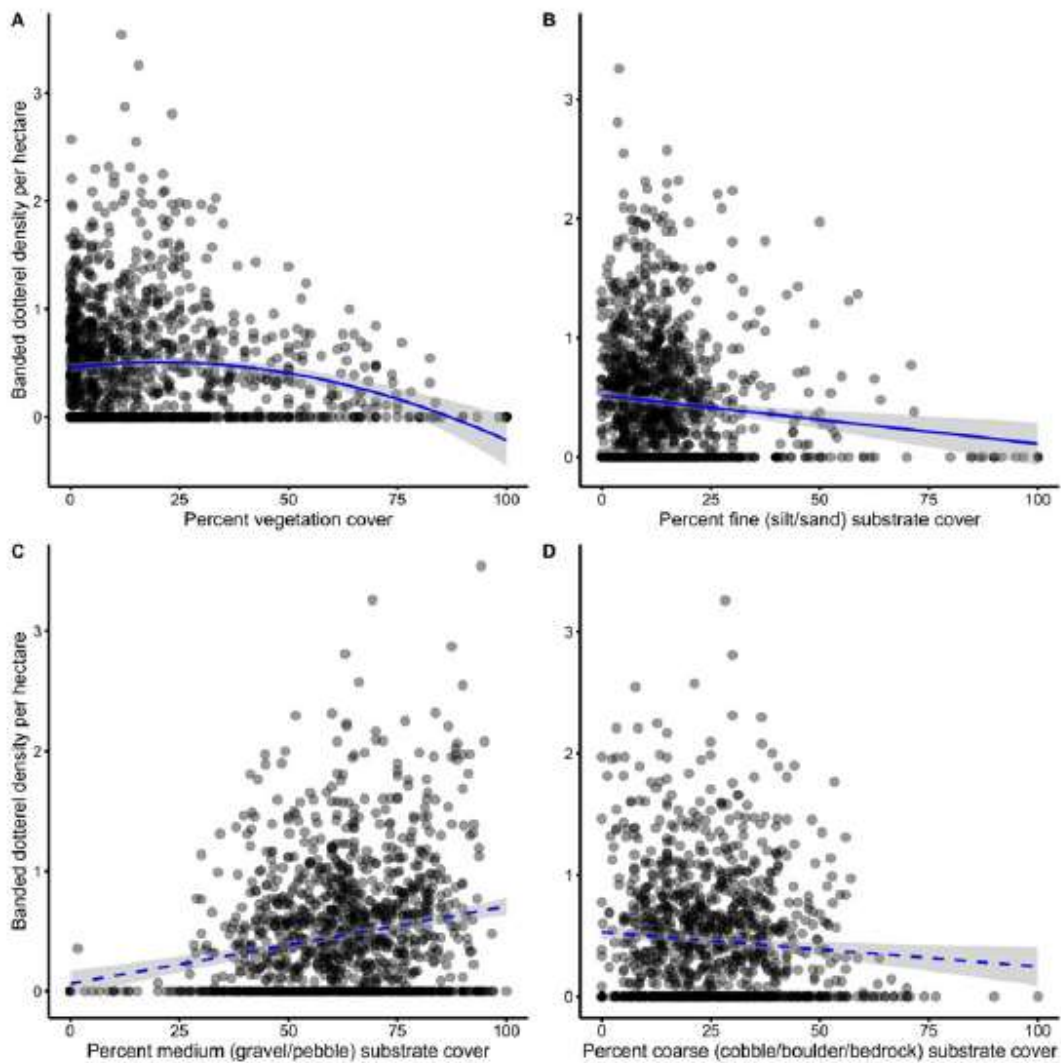 A
B
Banded dotterel density per hectare
3
2
1
0
3
2
1
0
0 25 50 75 100
0 25 50 75 100
Percent vegetation cover
Percent fine (silt/sand) substrate cover
C
D
Banded dotterel density per hectare
3
2
1
0
3
2
1
0
0 25 50 75 100
0 25 50 75 100
Percent medium (gravel/pebble) substrate cover
Percent coarse (cobble/boulder/bedrock) substrate cover